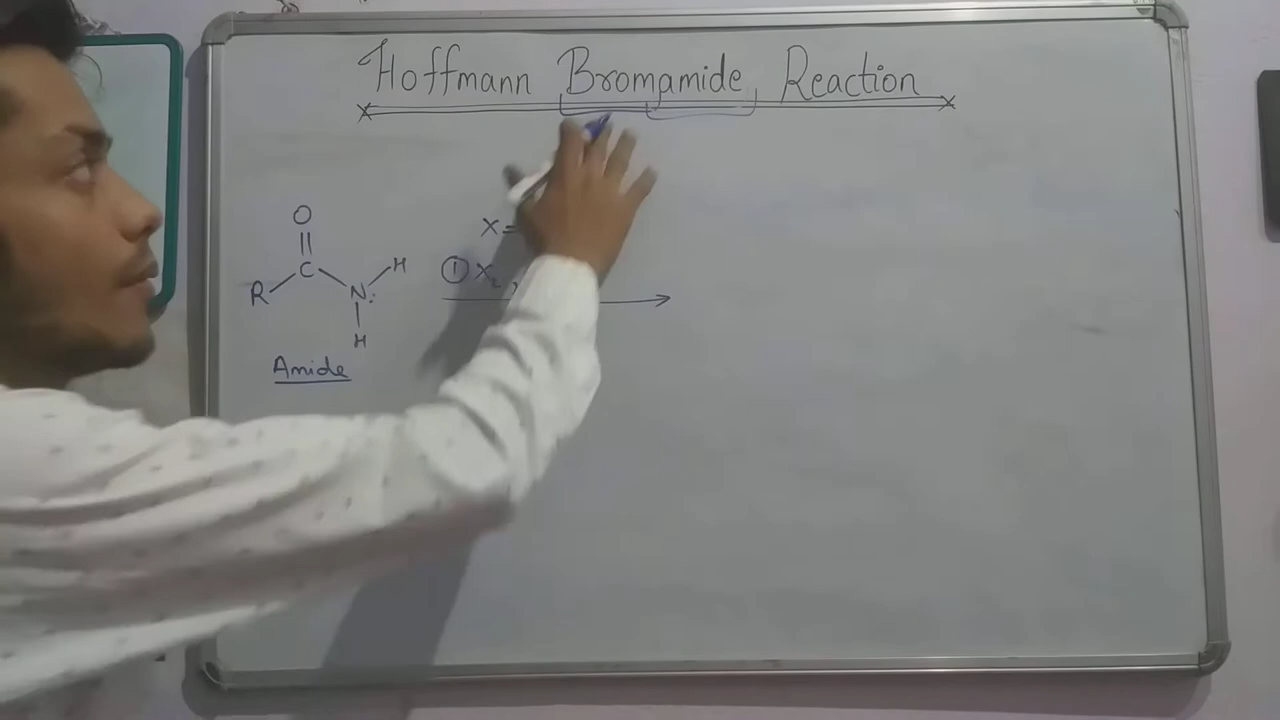 Hoffmann Bromamide Reaction
O
||
R C N: H
H
Amide
X=
① X₂,